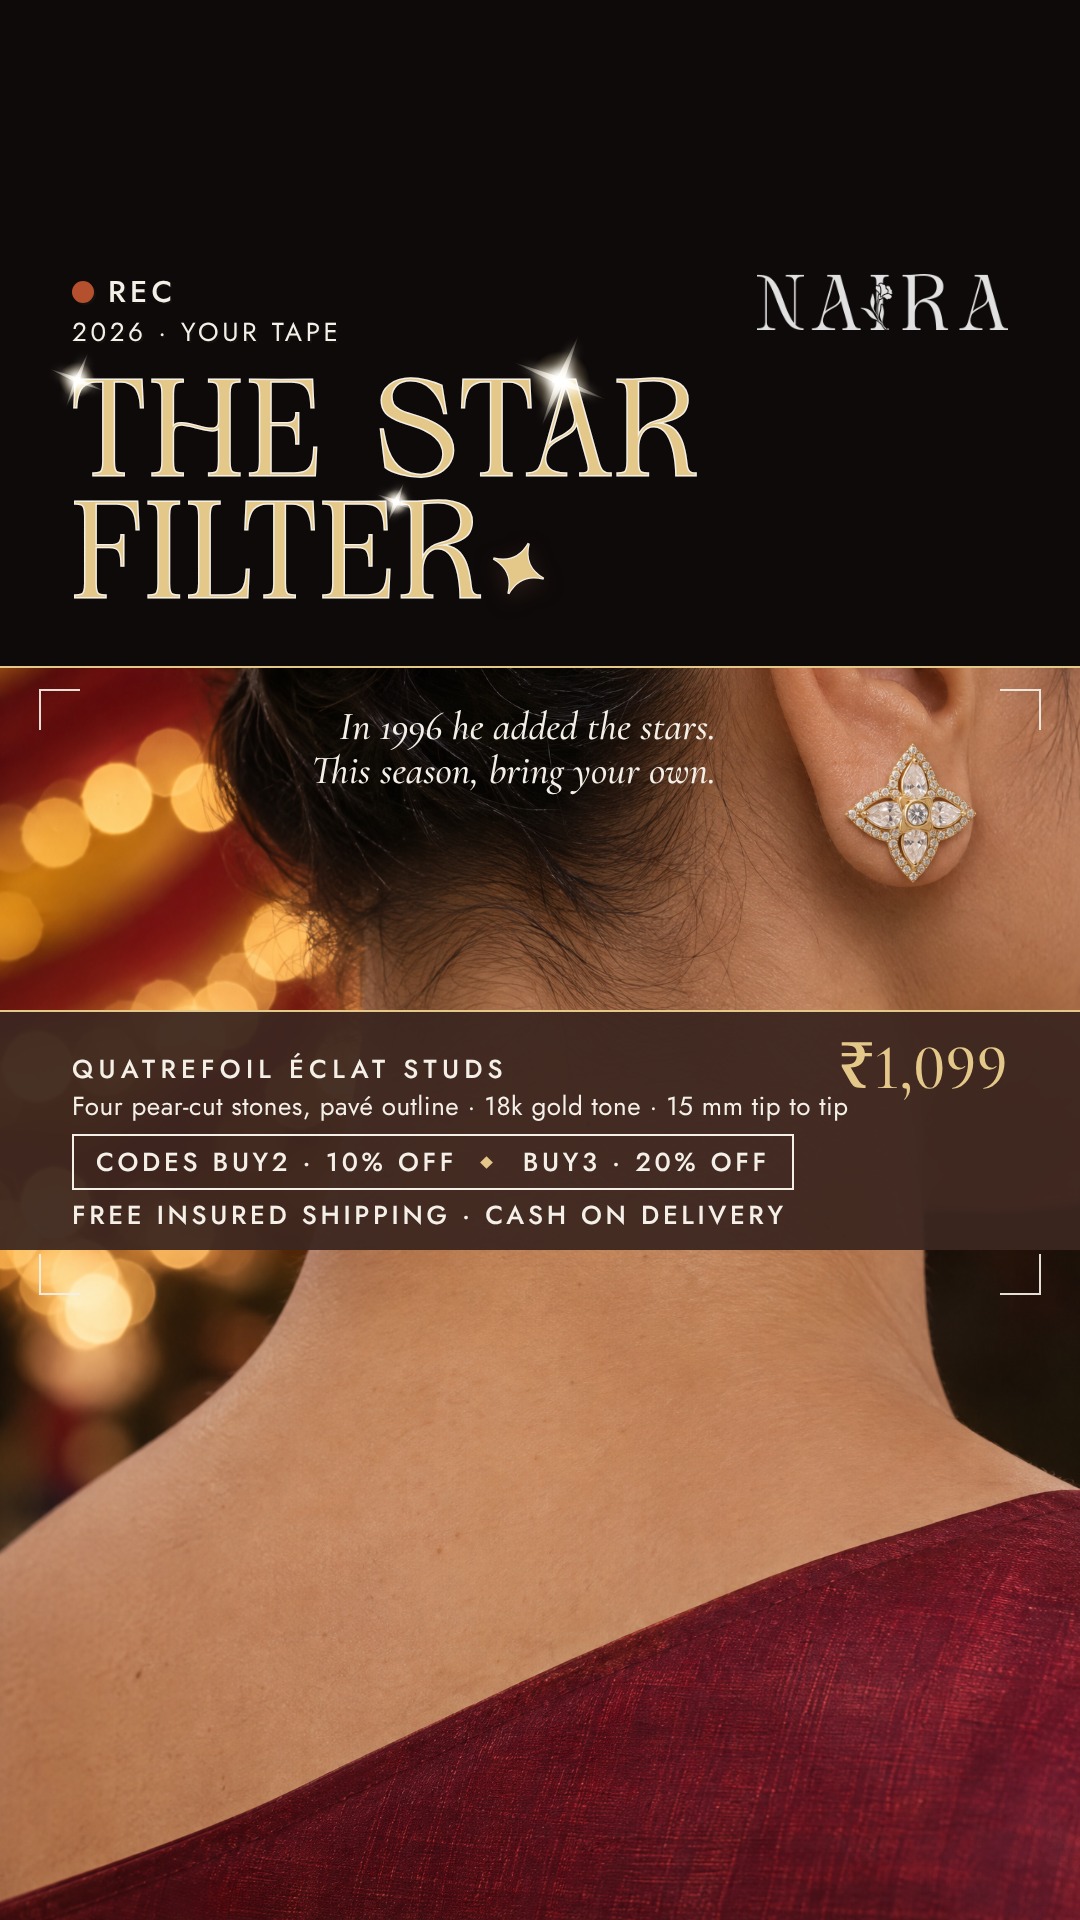 REC
2026 · YOUR TAPE
NAIRA
THE STAR
FILTER
In 1996 he added the stars.
This season, bring your own.
QUATREFOIL ÉCLAT STUDS
₹1,099
Four pear-cut stones, pavé outline · 18k gold tone · 15 mm tip to tip
CODES BUY2 · 10% OFF ◆ BUY3 · 20% OFF
FREE INSURED SHIPPING · CASH ON DELIVERY